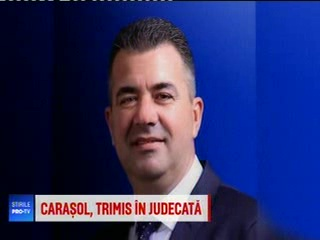 ȘTIRILE
PRO•TV
CARAȘOL, TRIMIS ÎN JUDECATĂ